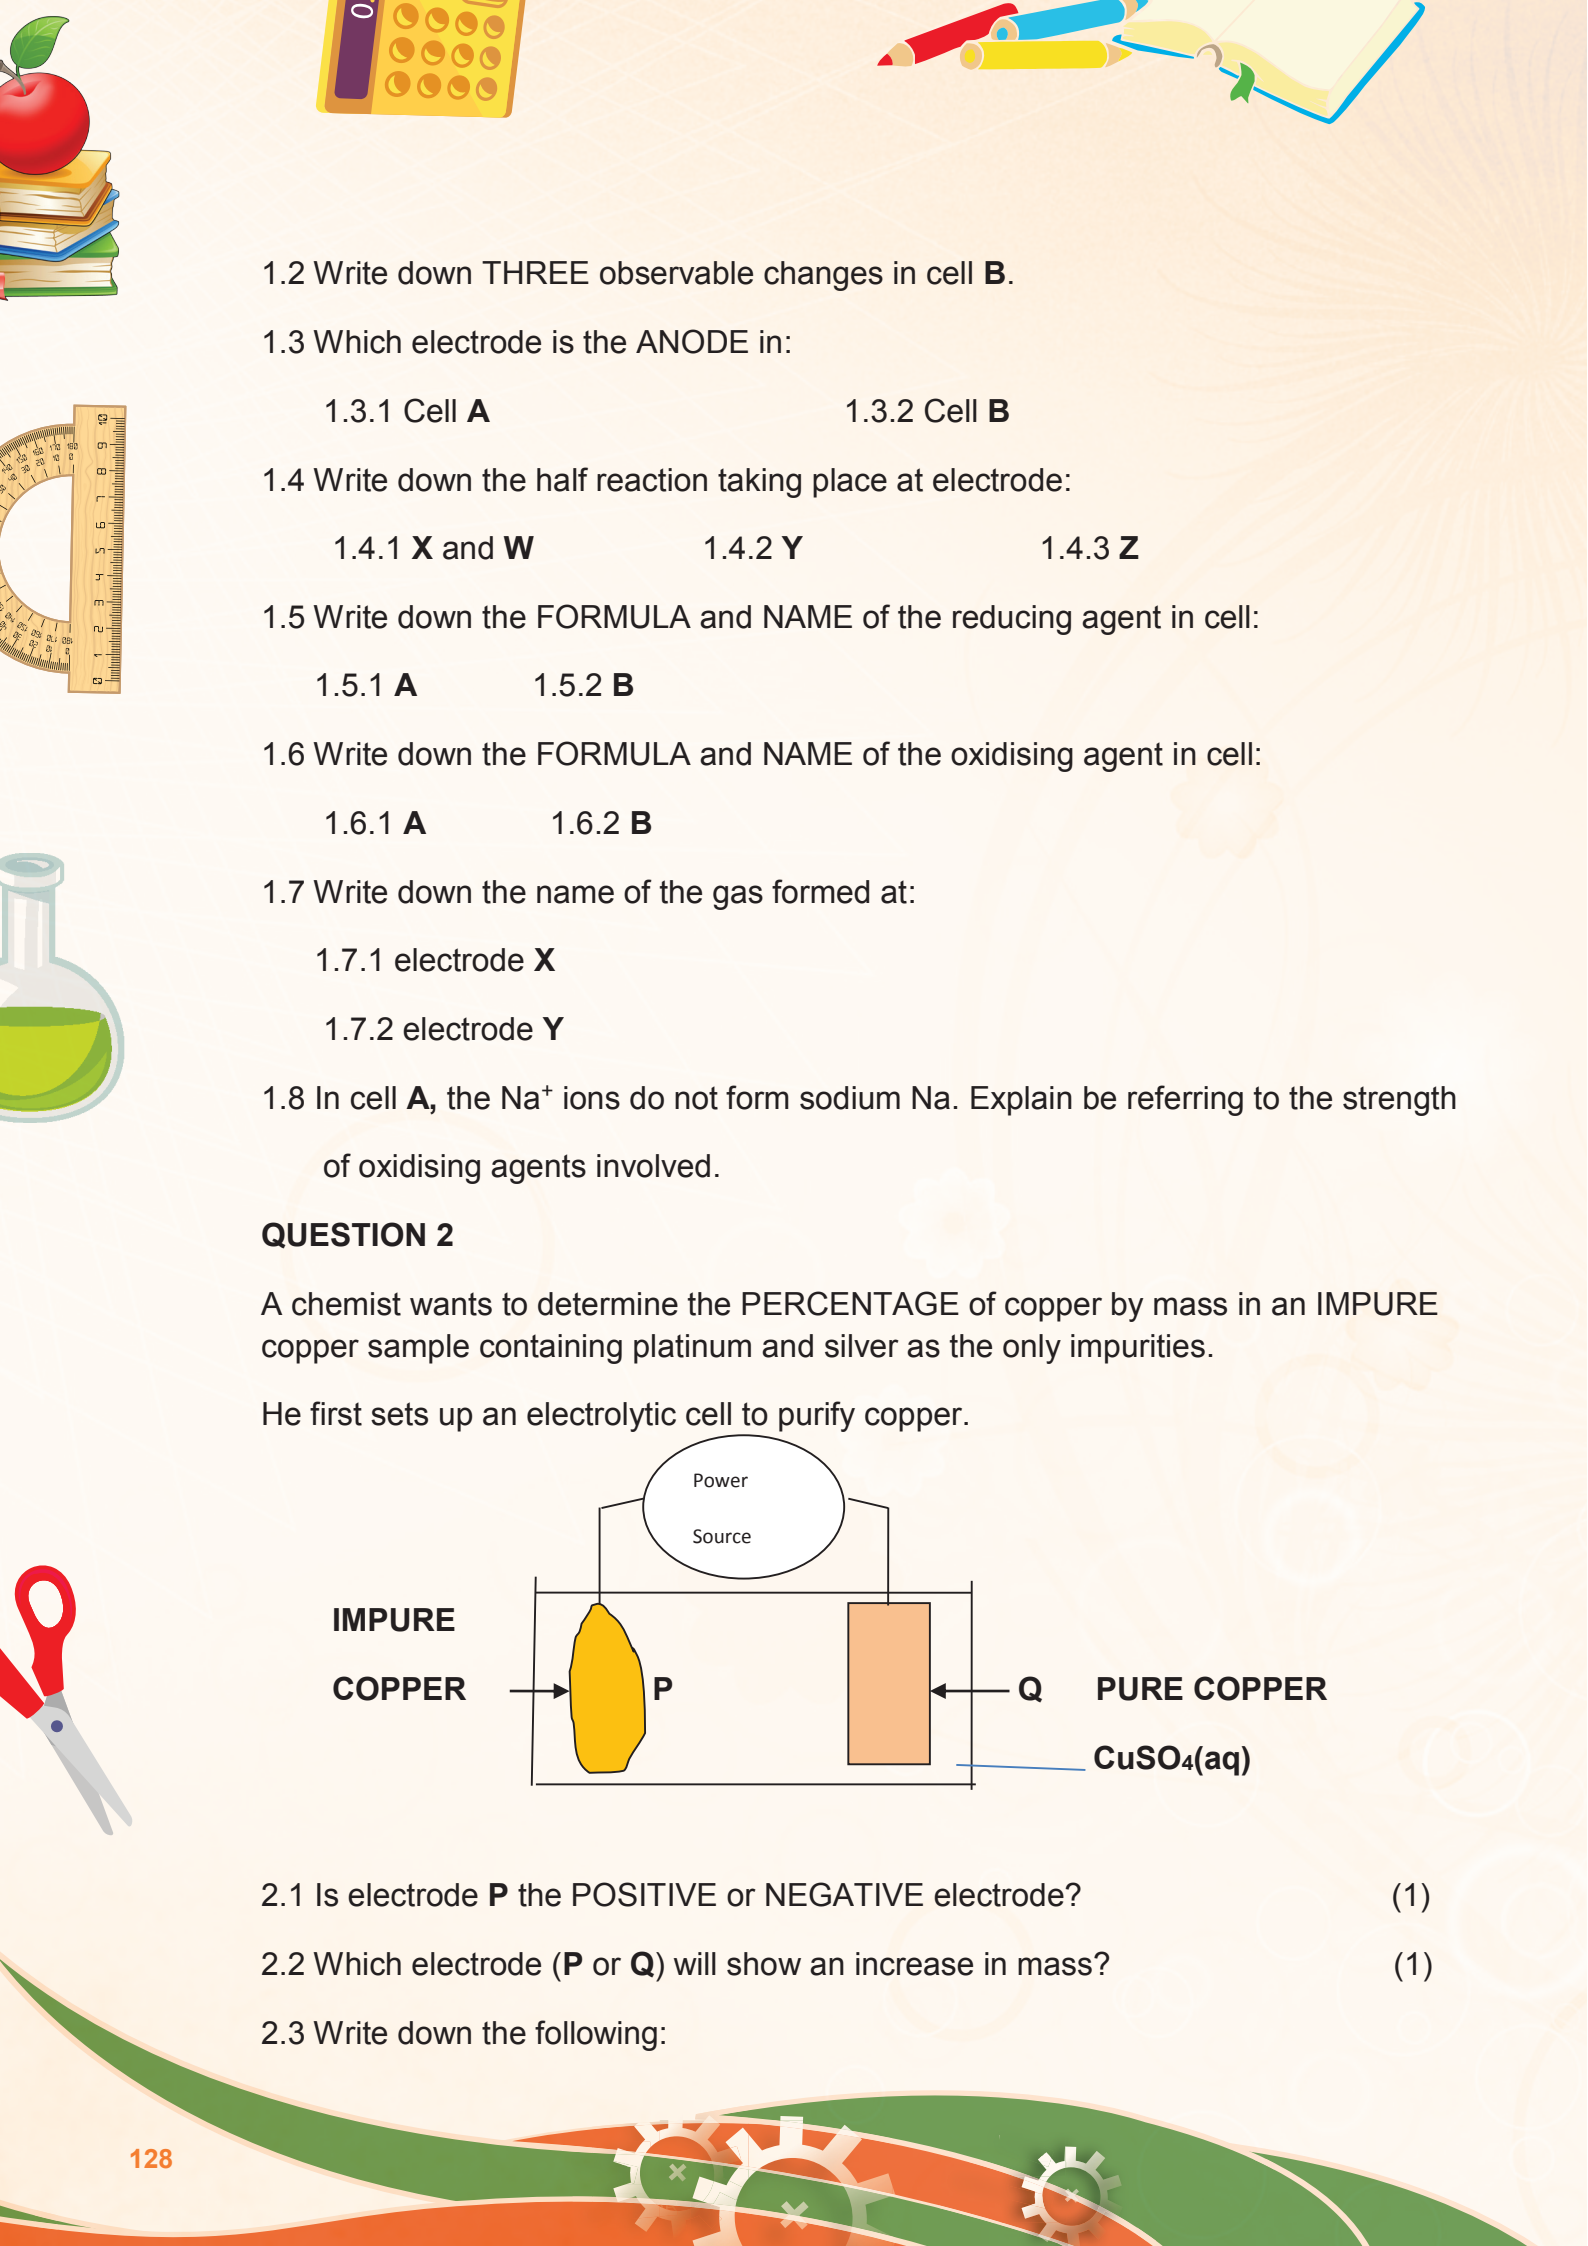 1.2 Write down THREE observable changes in cell B.
1.3 Which electrode is the ANODE in:
1.3.1 Cell A 1.3.2 Cell B
1.4 Write down the half reaction taking place at electrode:
1.4.1 X and W 1.4.2 Y 1.4.3 Z
1.5 Write down the FORMULA and NAME of the reducing agent in cell:
1.5.1 A 1.5.2 B
1.6 Write down the FORMULA and NAME of the oxidising agent in cell:
1.6.1 A 1.6.2 B
1.7 Write down the name of the gas formed at:
1.7.1 electrode X
1.7.2 electrode Y
1.8 In cell A, the Na⁺ ions do not form sodium Na. Explain be referring to the strength
of oxidising agents involved.
QUESTION 2
A chemist wants to determine the PERCENTAGE of copper by mass in an IMPURE
copper sample containing platinum and silver as the only impurities.
He first sets up an electrolytic cell to purify copper.
Power
Source
IMPURE
COPPER P Q PURE COPPER
CuSO₄(aq)
2.1 Is electrode P the POSITIVE or NEGATIVE electrode? (1)
2.2 Which electrode (P or Q) will show an increase in mass? (1)
2.3 Write down the following:
128